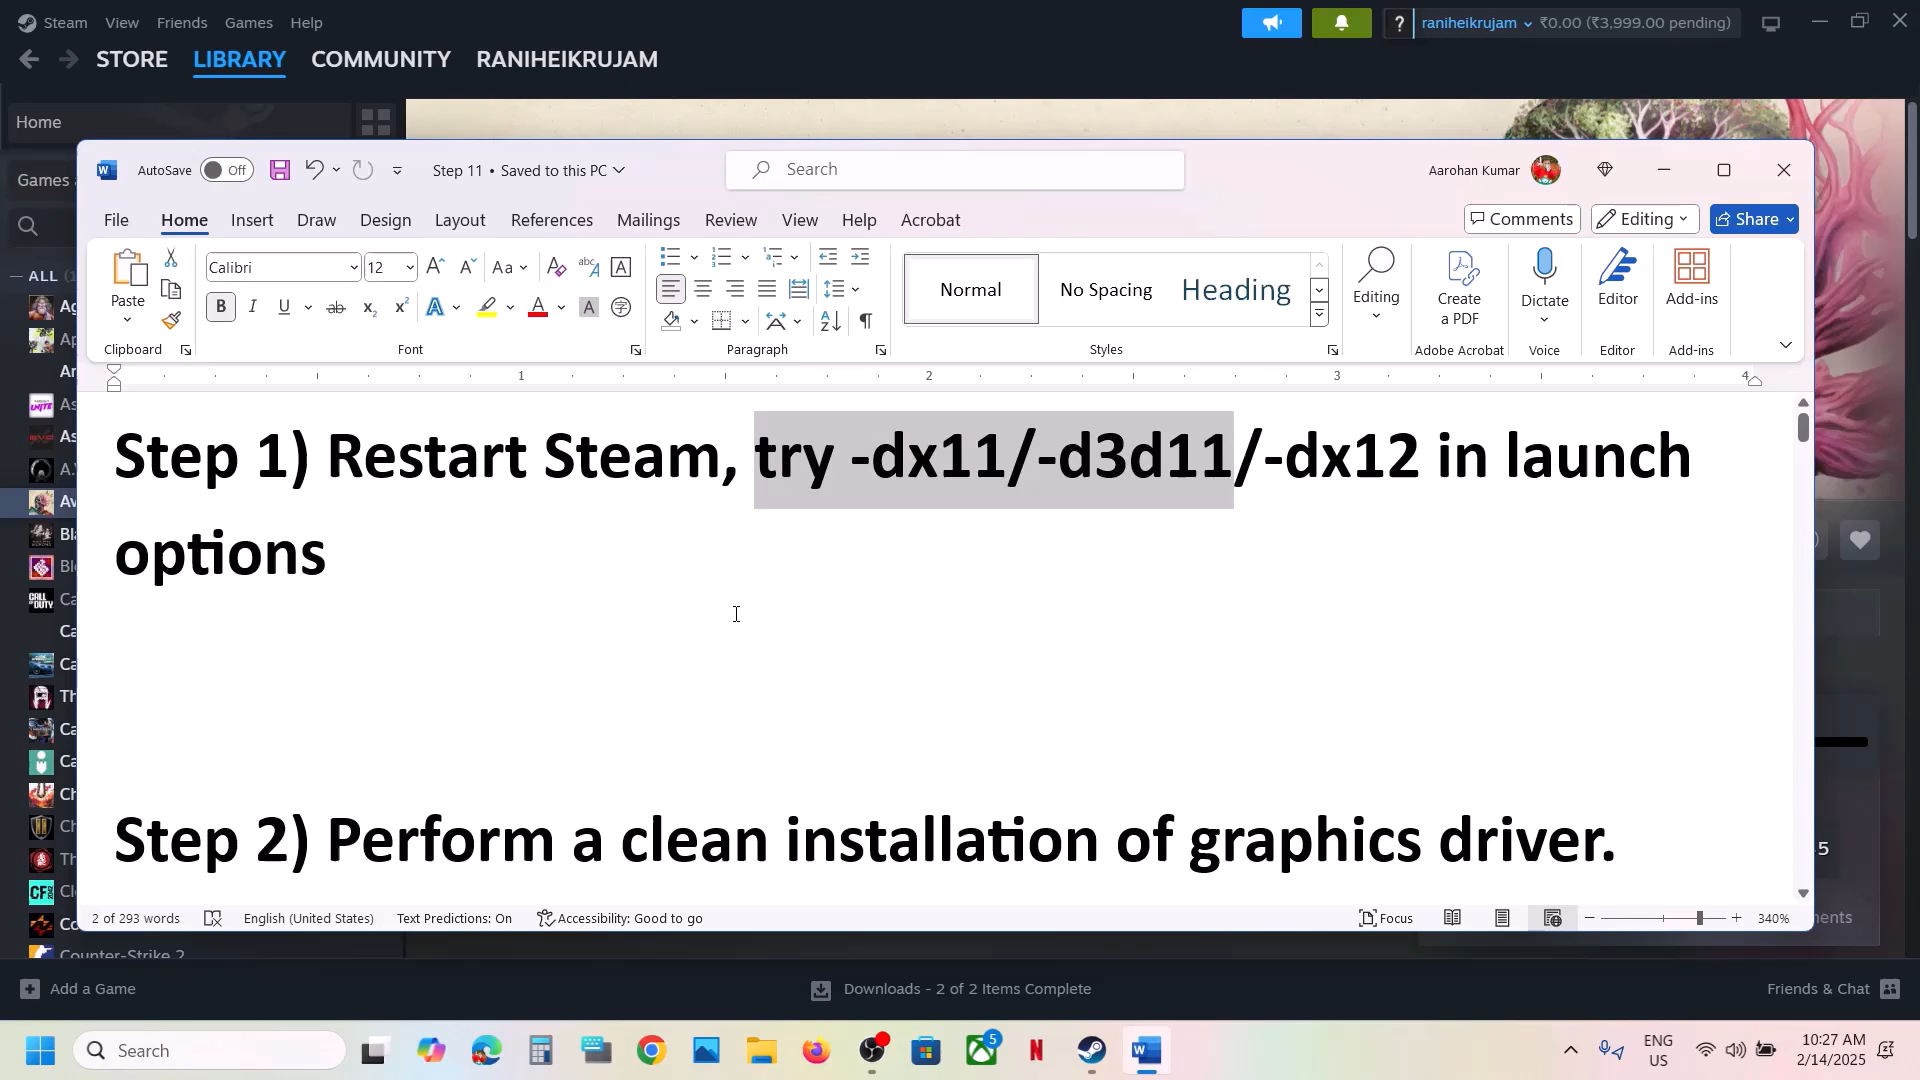 Steam View Friends Games Help
? raniheikrujam ₹0.00 (₹3,999.00 pending)
STORE LIBRARY COMMUNITY RANIHEIKRUJAM
Home
Games
AutoSave Off Step 11 • Saved to this PC Search Aarohan Kumar
File Home Insert Draw Design Layout References Mailings Review View Help Acrobat Comments Editing Share
Paste Calibri 12 Normal No Spacing Heading Editing Create a PDF Dictate Editor Add-ins
Clipboard Font Paragraph Styles Adobe Acrobat Voice Editor Add-ins
1 2 3 4
ALL
Step 1) Restart Steam, try -dx11/-d3d11/-dx12 in launch
options
Step 2) Perform a clean installation of graphics driver.
2 of 293 words English (United States) Text Predictions: On Accessibility: Good to go Focus 340%
Counter-Strike 2
Add a Game Downloads - 2 of 2 Items Complete Friends & Chat
Search 5 ENG US 10:27 AM 2/14/2025